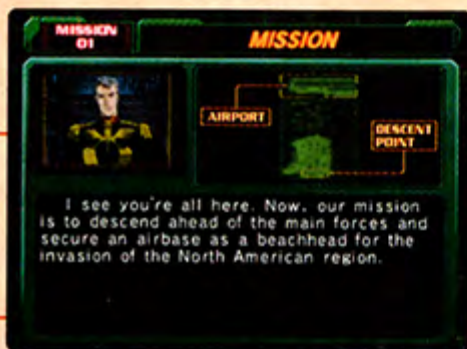 MISSION
01
MISSION
AIRPORT
DESCENT
POINT
I see you're all here. Now, our mission
is to descend ahead of the main forces and
secure an airbase as a beachhead for the
invasion of the North American region.